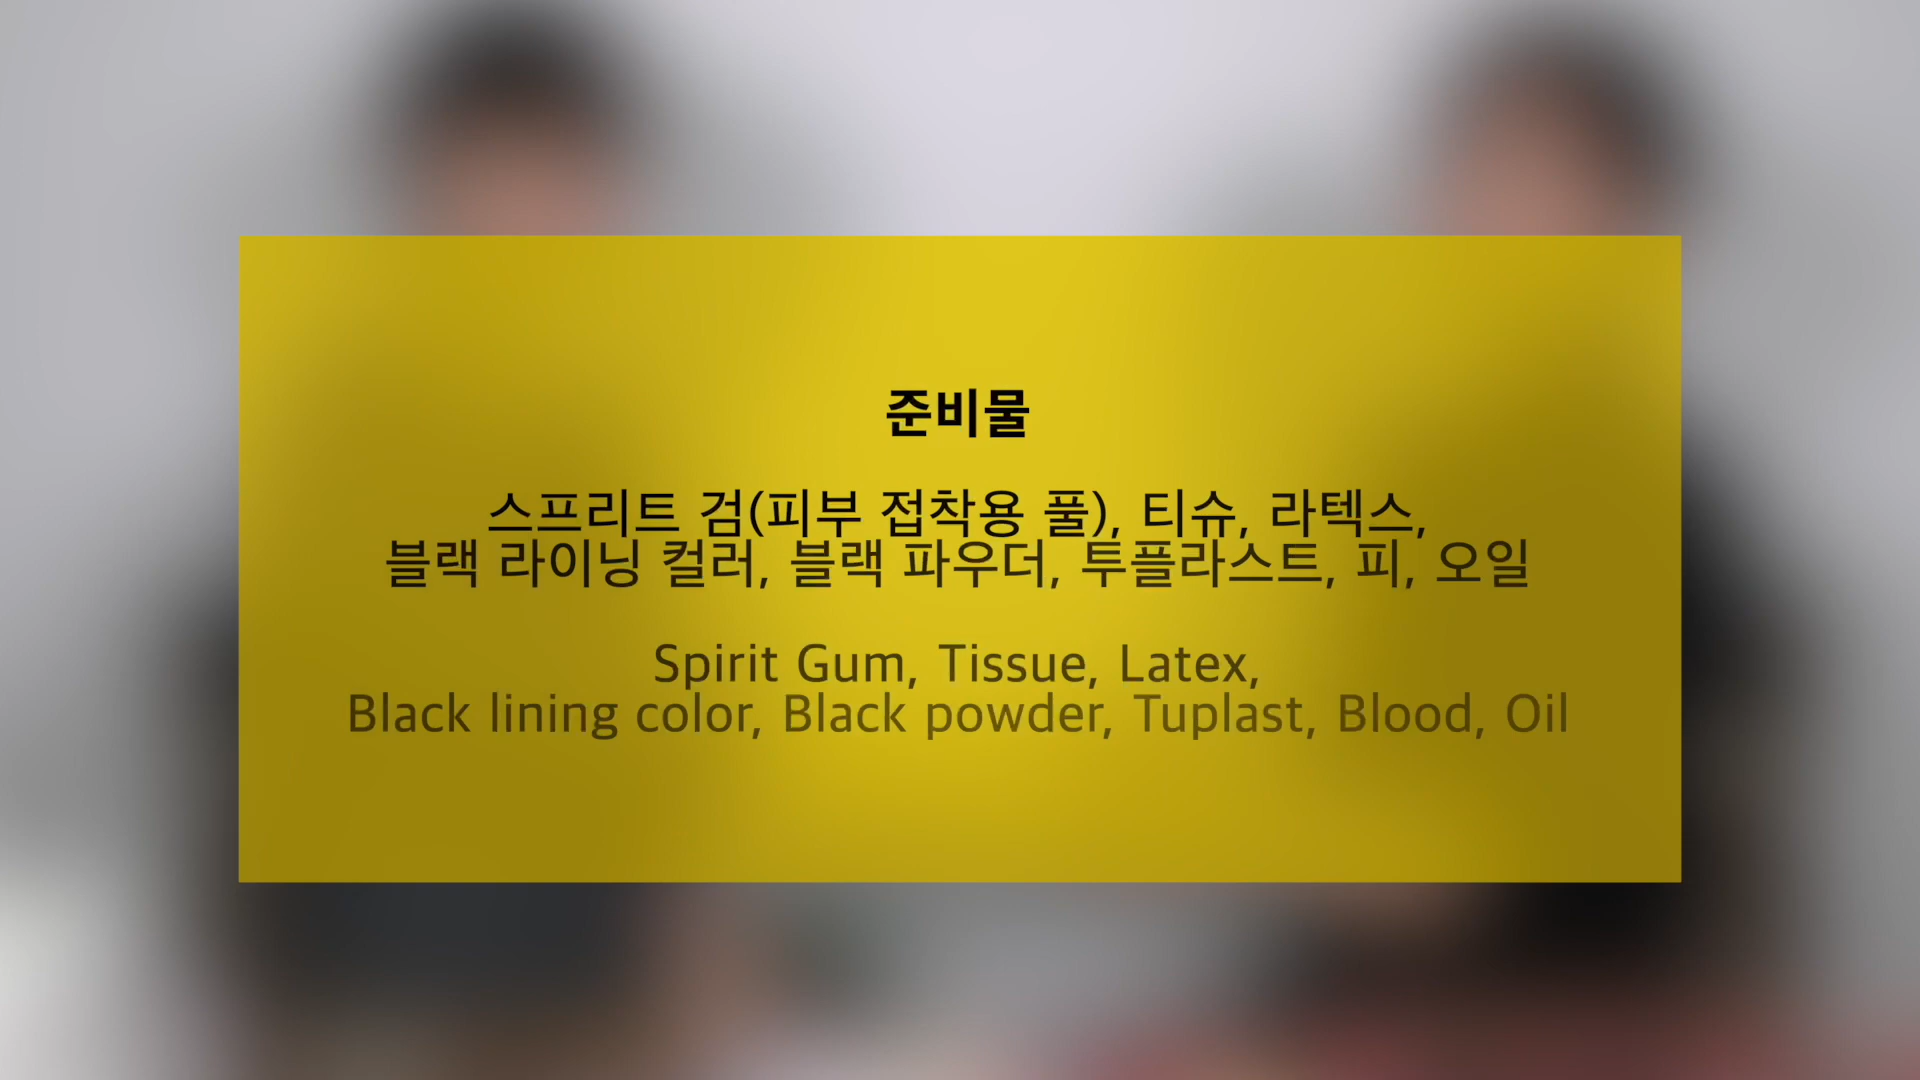 준비물
스프리트 검(피부 접착용 풀), 티슈, 라텍스,
블랙 라이닝 컬러, 블랙 파우더, 투플라스트, 피, 오일
Spirit Gum, Tissue, Latex,
Black lining color, Black powder, Tuplast, Blood, Oil